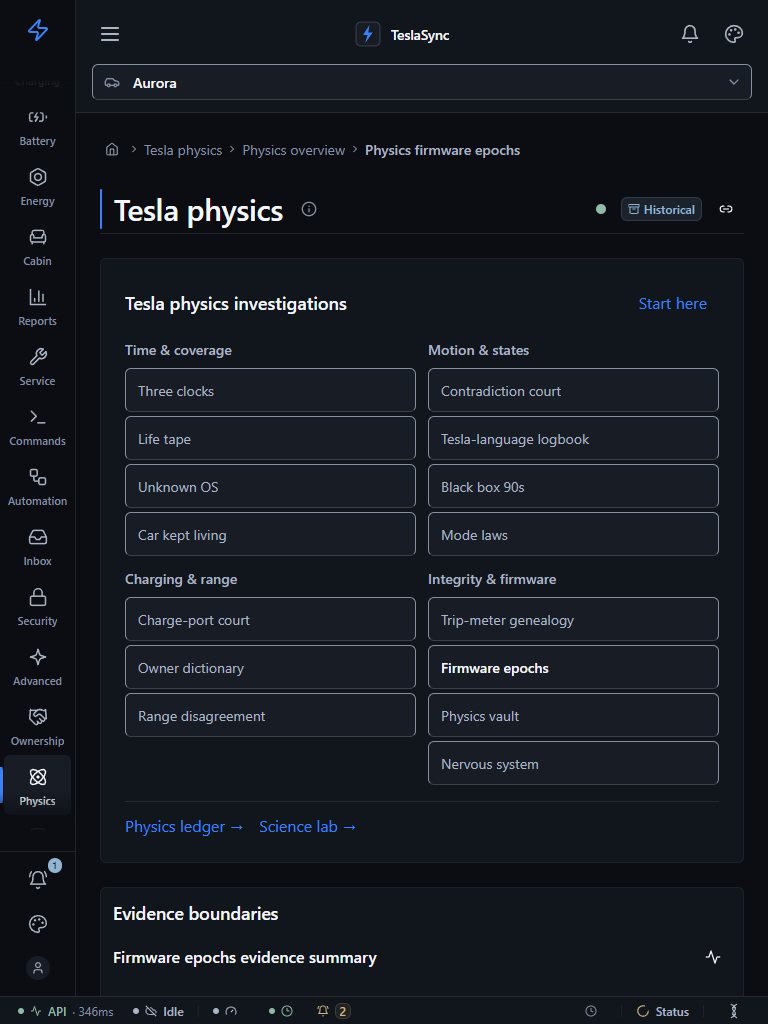 TeslaSync
Aurora
Charging
Battery
Energy
Cabin
Reports
Service
Commands
Automation
Inbox
Security
Advanced
Ownership
Physics
1
Tesla physics > Physics overview > Physics firmware epochs
Tesla physics
Historical
Tesla physics investigations
Start here
Time & coverage
Three clocks
Life tape
Unknown OS
Car kept living
Motion & states
Contradiction court
Tesla-language logbook
Black box 90s
Mode laws
Charging & range
Charge-port court
Owner dictionary
Range disagreement
Integrity & firmware
Trip-meter genealogy
Firmware epochs
Physics vault
Nervous system
Physics ledger →
Science lab →
Evidence boundaries
Firmware epochs evidence summary
API · 346ms
Idle
2
Status